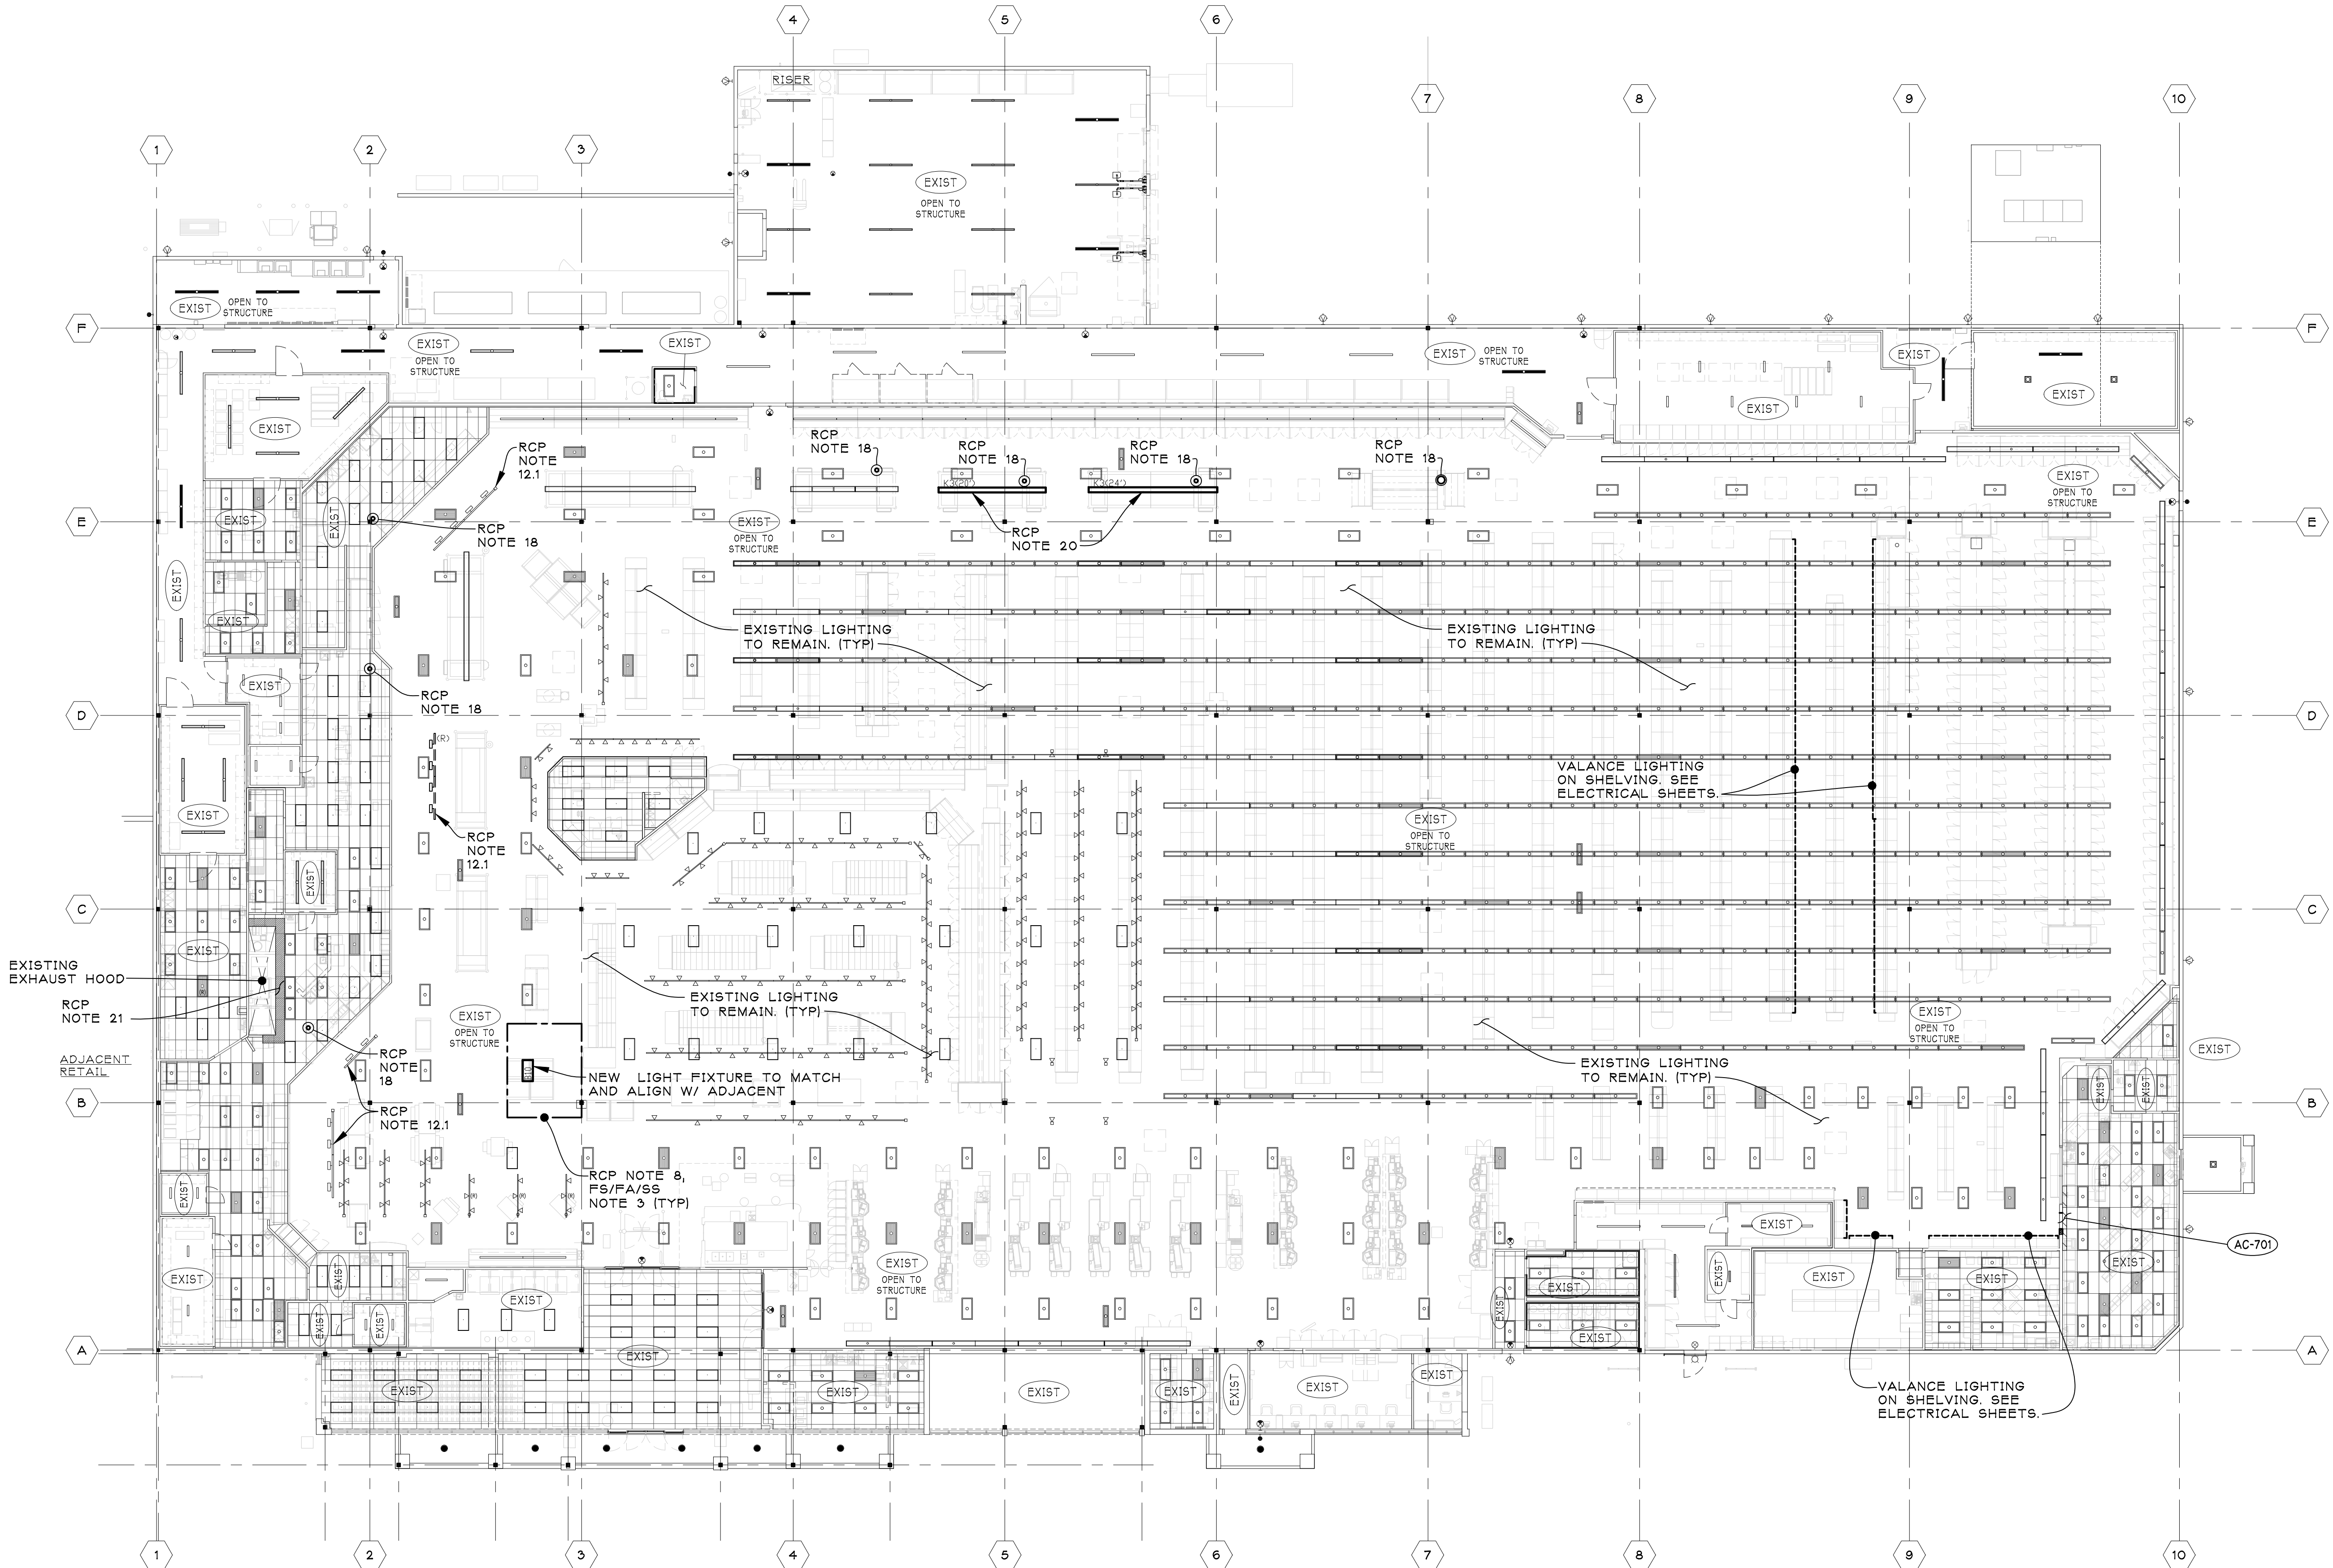 4
5
6
7
8
9
10
1
2
3
RISER
EXIST
OPEN TO
STRUCTURE
EXIST
OPEN TO
STRUCTURE
F
F
EXIST
OPEN TO
STRUCTURE
EXIST
EXIST
OPEN TO
STRUCTURE
EXIST
EXIST
EXIST
EXIST
RCP
NOTE
12.1
RCP
NOTE 18
RCP
NOTE 18
RCP
NOTE 18
RCP
NOTE 18
K3(20')
K3(24')
EXIST
OPEN TO
STRUCTURE
E
E
EXIST
EXIST
RCP
NOTE 18
EXIST
OPEN TO
STRUCTURE
RCP
NOTE 20
EXIST
EXIST
EXISTING LIGHTING
TO REMAIN. (TYP)
EXISTING LIGHTING
TO REMAIN. (TYP)
EXIST
RCP
NOTE 18
D
D
(R)
VALANCE LIGHTING
ON SHELVING. SEE
ELECTRICAL SHEETS.
EXIST
EXIST
OPEN TO
STRUCTURE
RCP
NOTE
12.1
EXIST
C
C
EXIST
EXISTING
EXHAUST HOOD
RCP
NOTE 21
(R)
EXISTING LIGHTING
TO REMAIN. (TYP)
EXIST
OPEN TO
STRUCTURE
EXIST
OPEN TO
STRUCTURE
ADJACENT
RETAIL
RCP
NOTE
18
EXIST
EXISTING LIGHTING
TO REMAIN. (TYP)
NEW LIGHT FIXTURE TO MATCH
AND ALIGN W/ ADJACENT
EXIST
EXIST
B
B
RCP
NOTE 12.1
RCP NOTE 8,
FS/FA/SS
NOTE 3 (TYP)
EXIST
(R)
(R)
(R)
EXIST
AC-701
EXIST
OPEN TO
STRUCTURE
EXIST
EXIST
EXIST
EXIST
EXIST
EXIST
EXIST
EXIST
EXIST
EXIST
EXIST
EXIST
EXIST
EXIST
A
A
EXIST
EXIST
EXIST
EXIST
EXIST
EXIST
EXIST
EXIST
VALANCE LIGHTING
ON SHELVING. SEE
ELECTRICAL SHEETS.
1
2
3
4
5
6
7
8
9
10